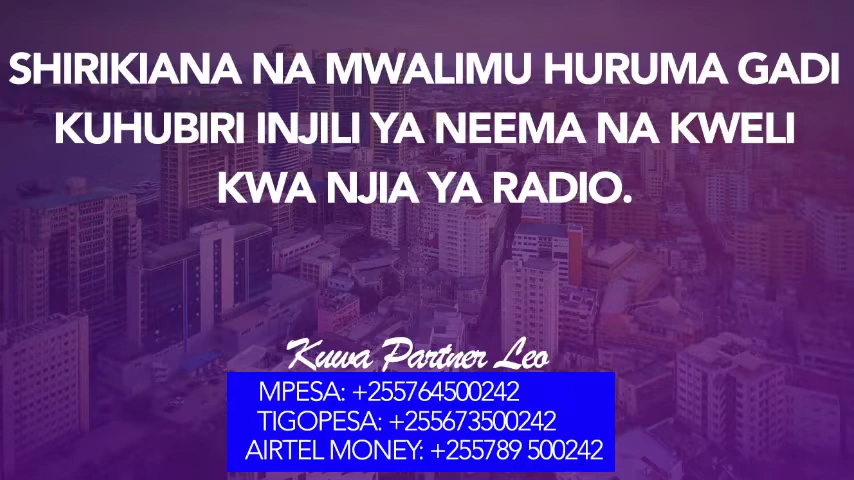 SHIRIKIANA NA MWALIMU HURUMA GADI
KUHUBIRI INJILI YA NEEMA NA KWELI
KWA NJIA YA RADIO.
Kuwa Partner Leo
MPESA: +255764500242
TIGOPESA: +255673500242
AIRTEL MONEY: +255789 500242